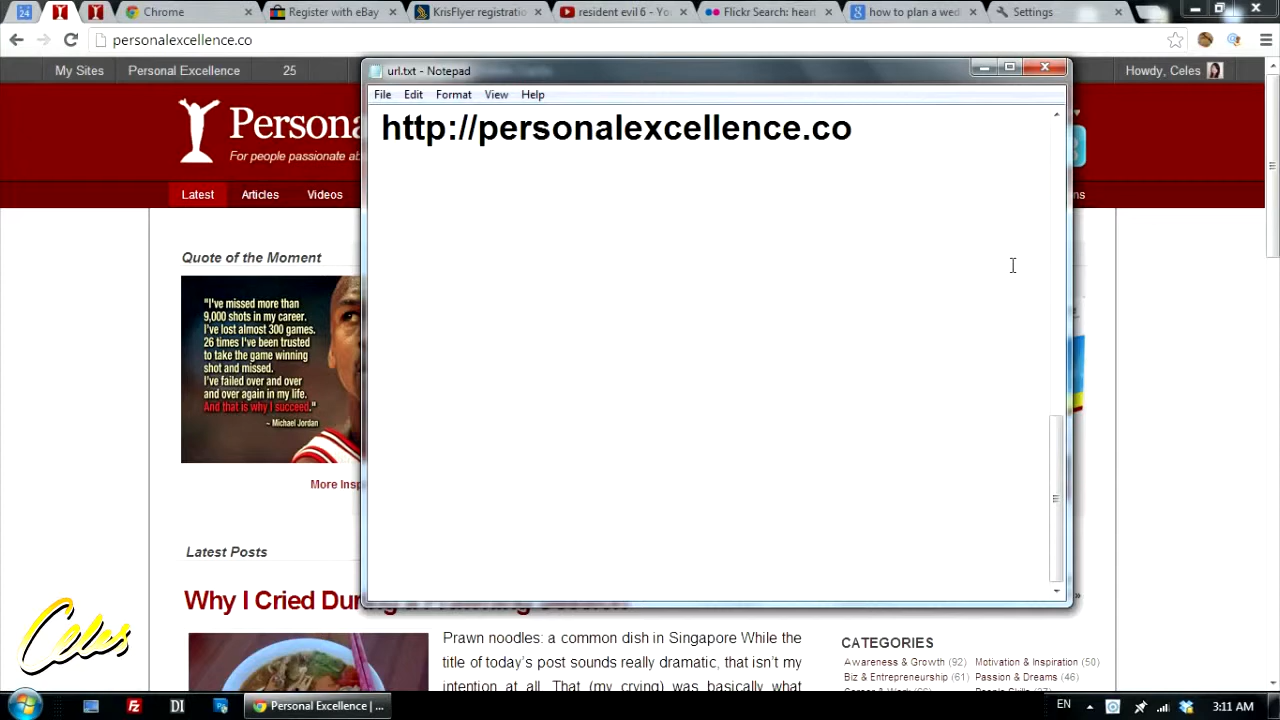 24
Chrome
Register with eBay
KrisFlyer registratio
resident evil 6 - Yo
Flickr Search: heart
how to plan a wed
Settings
personalexcellence.co
My Sites
Personal Excellence
25
Howdy, Celes
url.txt - Notepad
File Edit Format View Help
http://personalexcellence.co
Persona
For people passionate ab
Latest
Articles
Videos
ns
Quote of the Moment
"I've missed more than
9,000 shots in my career.
I've lost almost 300 games.
26 times I've been trusted
to take the game winning
shot and missed.
I've failed over and over
and over again in my life.
And that is why I succeed."
~ Michael Jordan
More Insp
Latest Posts
Why I Cried Du
Prawn noodles: a common dish in Singapore While the
title of today's post sounds really dramatic, that isn't my
intention at all. That (my crying) was basically what
CATEGORIES
Awareness & Growth (92)
Motivation & Inspiration (50)
Biz & Entrepreneurship (61)
Passion & Dreams (46)
Celes
Personal Excellence | ...
EN
3:11 AM